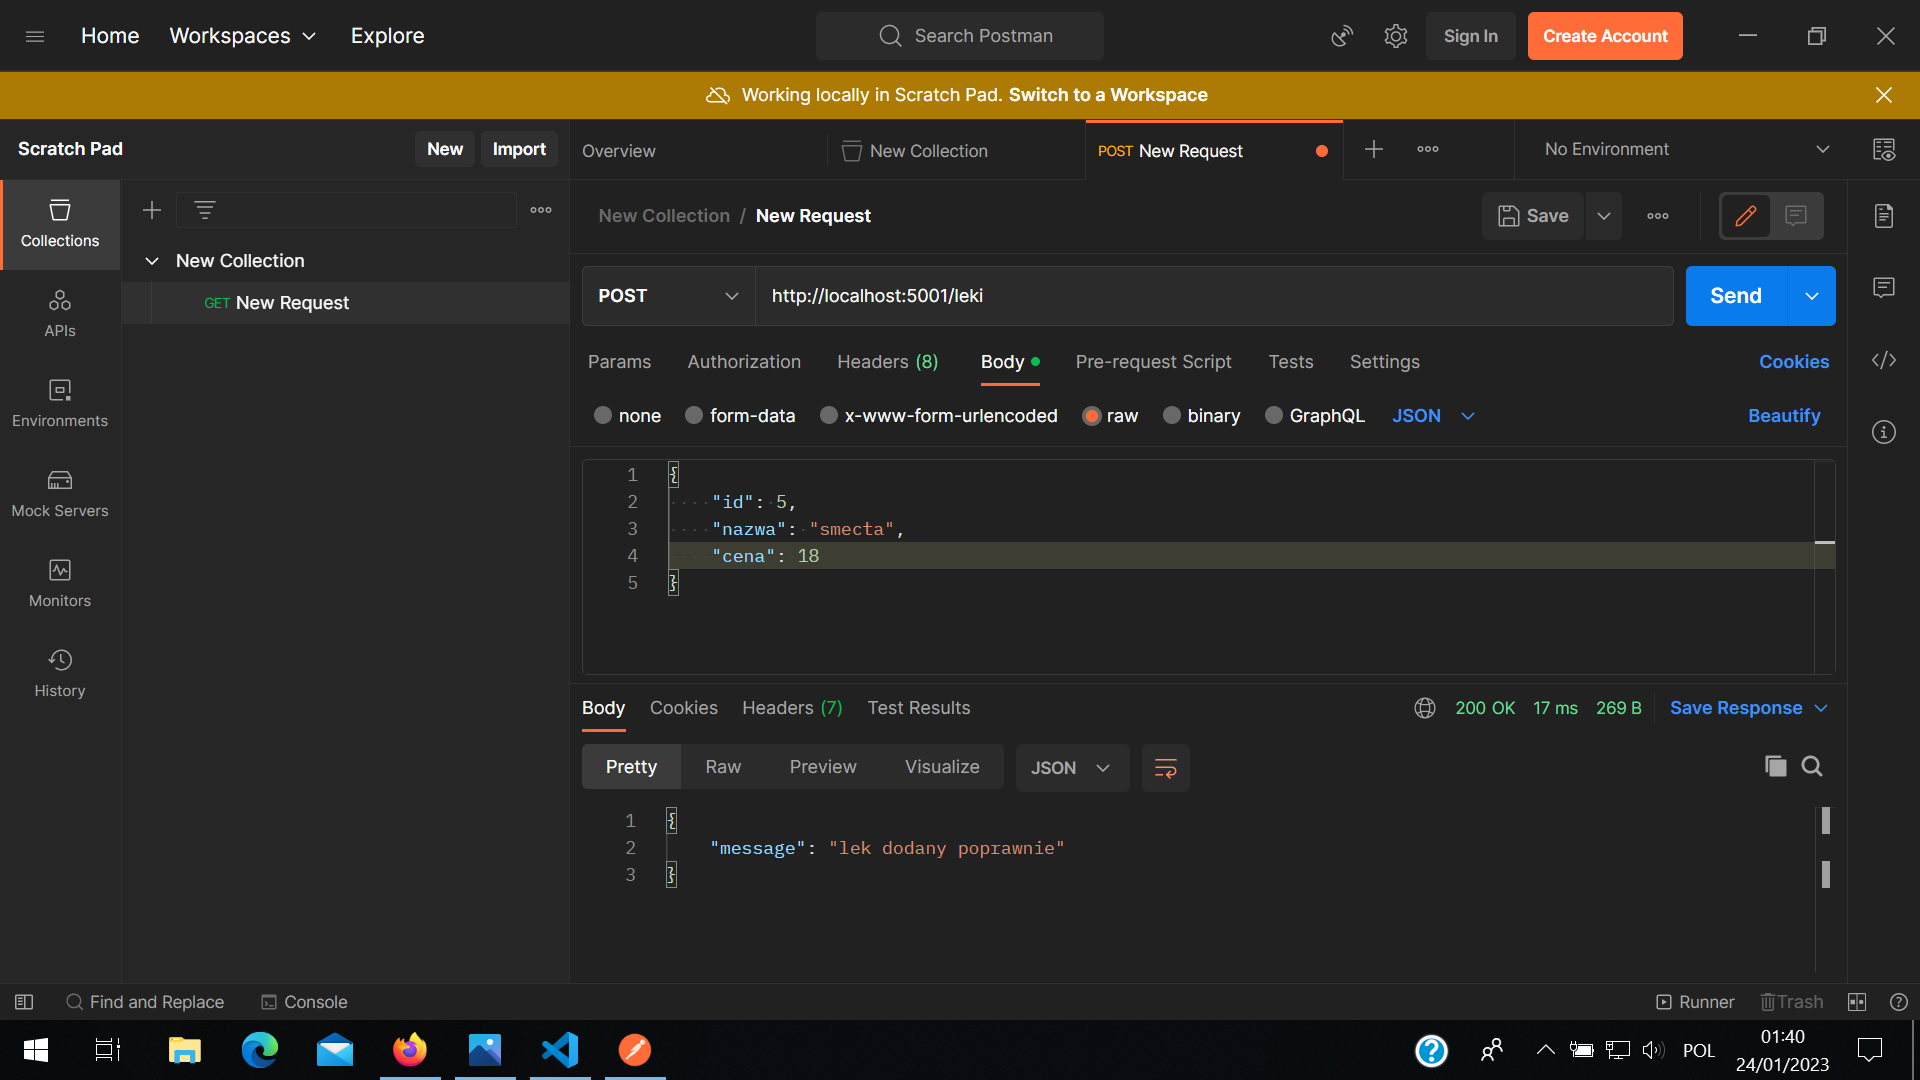 Home Workspaces Explore Search Postman Sign In Create Account
Working locally in Scratch Pad. Switch to a Workspace
Scratch Pad New Import Overview New Collection POST New Request No Environment
Collections
APIs
Environments
Mock Servers
Monitors
History
New Collection
GET New Request
New Collection / New Request Save
POST http://localhost:5001/leki Send
Params Authorization Headers (8) Body Pre-request Script Tests Settings Cookies
none form-data x-www-form-urlencoded raw binary GraphQL JSON Beautify
1 {
2 "id": 5,
3 "nazwa": "smecta",
4 "cena": 18
5 }
Body Cookies Headers (7) Test Results 200 OK 17 ms 269 B Save Response
Pretty Raw Preview Visualize JSON
1 {
2 "message": "lek dodany poprawnie"
3 }
Find and Replace Console Runner Trash
POL 01:40
24/01/2023